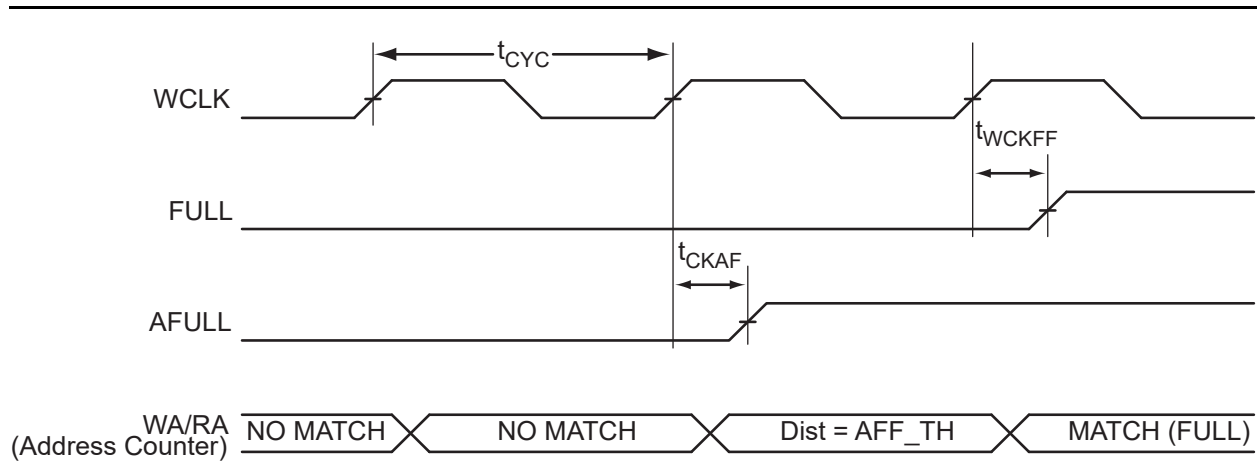 tCYC
WCLK
tWCKFF
FULL
tCKAF
AFULL
WA/RA
(Address Counter)
NO MATCH
NO MATCH
Dist = AFF_TH
MATCH (FULL)